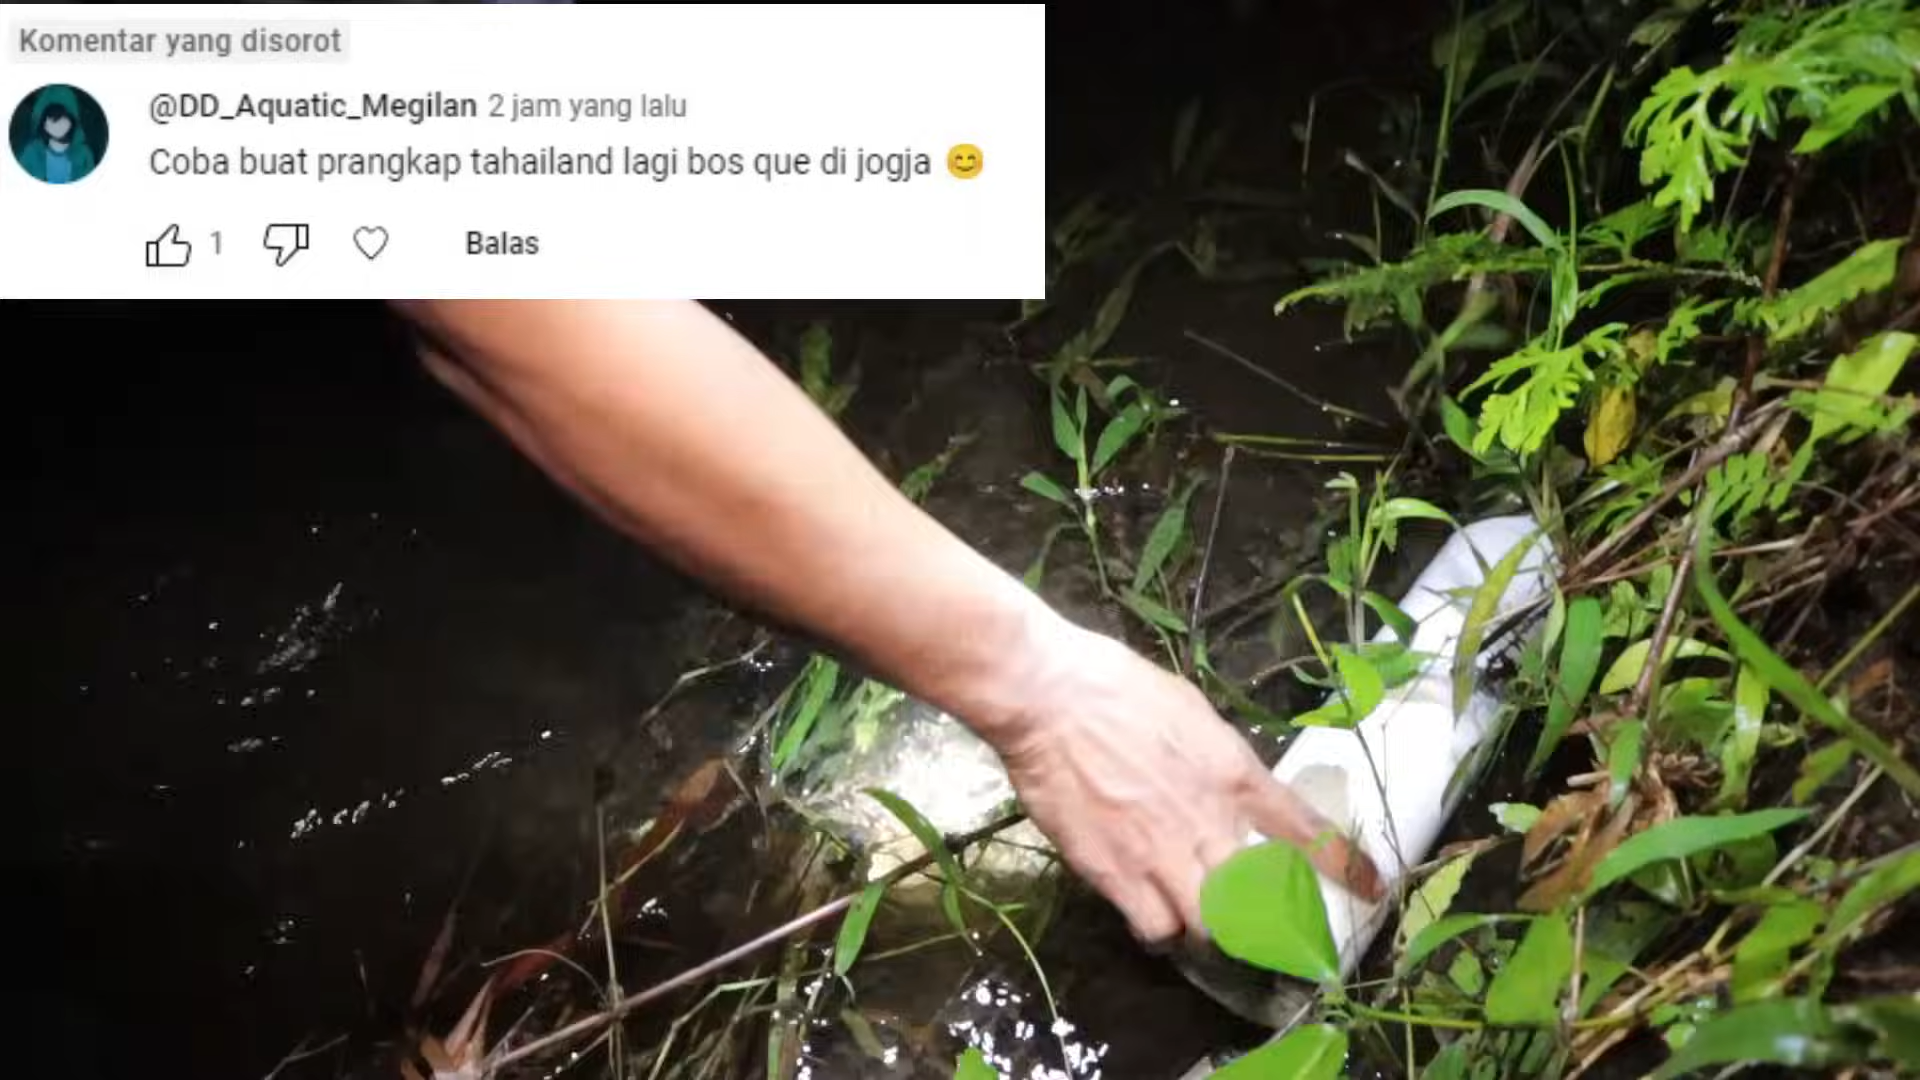 Komentar yang disorot
@DD_Aquatic_Megilan 2 jam yang lalu
Coba buat prangkap tahailand lagi bos que di jogja 😊
1
Balas